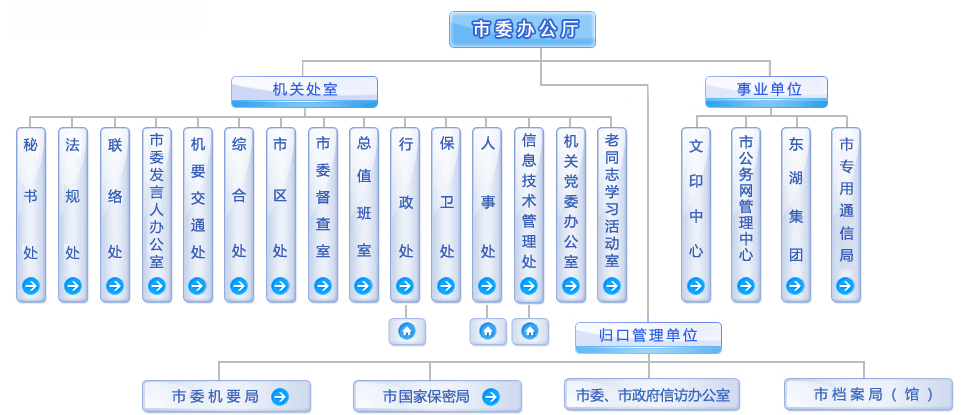 市委办公厅
机关处室
事业单位
秘书处
法规处
联络处
市委发言人办公室
机要交通处
综合处
市区处
市委督查室
总值班室
行政处
保卫处
人事处
信息技术管理处
机关党委办公室
老同志学习活动室
文印中心
市公务网管理中心
东湖集团
市专用通信局
归口管理单位
市委机要局
市国家保密局
市委、市政府信访办公室
市档案局（馆）